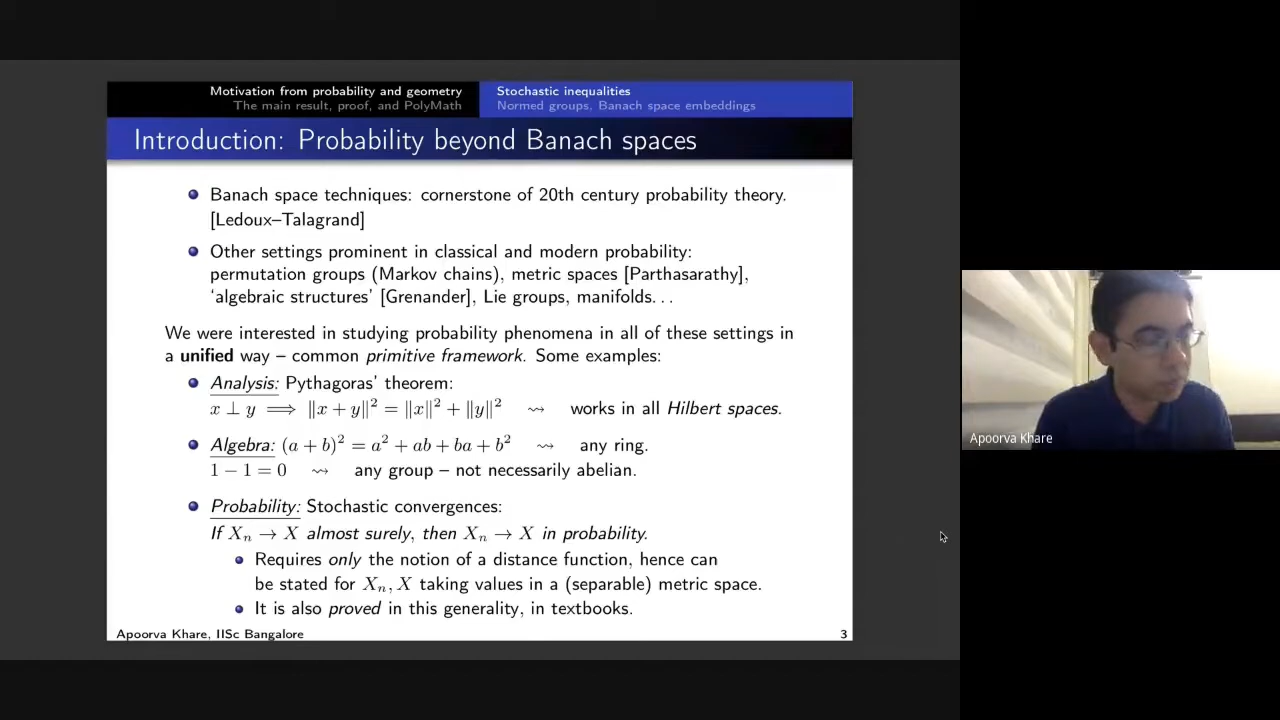 Motivation from probability and geometry
The main result, proof, and PolyMath
Stochastic inequalities
Normed groups, Banach space embeddings
Introduction: Probability beyond Banach spaces
Banach space techniques: cornerstone of 20th century probability theory.
[Ledoux–Talagrand]
Other settings prominent in classical and modern probability:
permutation groups (Markov chains), metric spaces [Parthasarathy],
‘algebraic structures’ [Grenander], Lie groups, manifolds...
We were interested in studying probability phenomena in all of these settings in
a unified way – common primitive framework. Some examples:
Analysis: Pythagoras’ theorem:
x ⊥ y ⟹ ‖x + y‖² = ‖x‖² + ‖y‖² ⇝ works in all Hilbert spaces.
Algebra: (a + b)² = a² + ab + ba + b² ⇝ any ring.
1 − 1 = 0 ⇝ any group – not necessarily abelian.
Probability: Stochastic convergences:
If Xₙ → X almost surely, then Xₙ → X in probability.
Requires only the notion of a distance function, hence can
be stated for Xₙ, X taking values in a (separable) metric space.
It is also proved in this generality, in textbooks.
Apoorva Khare, IISc Bangalore
3
Apoorva Khare